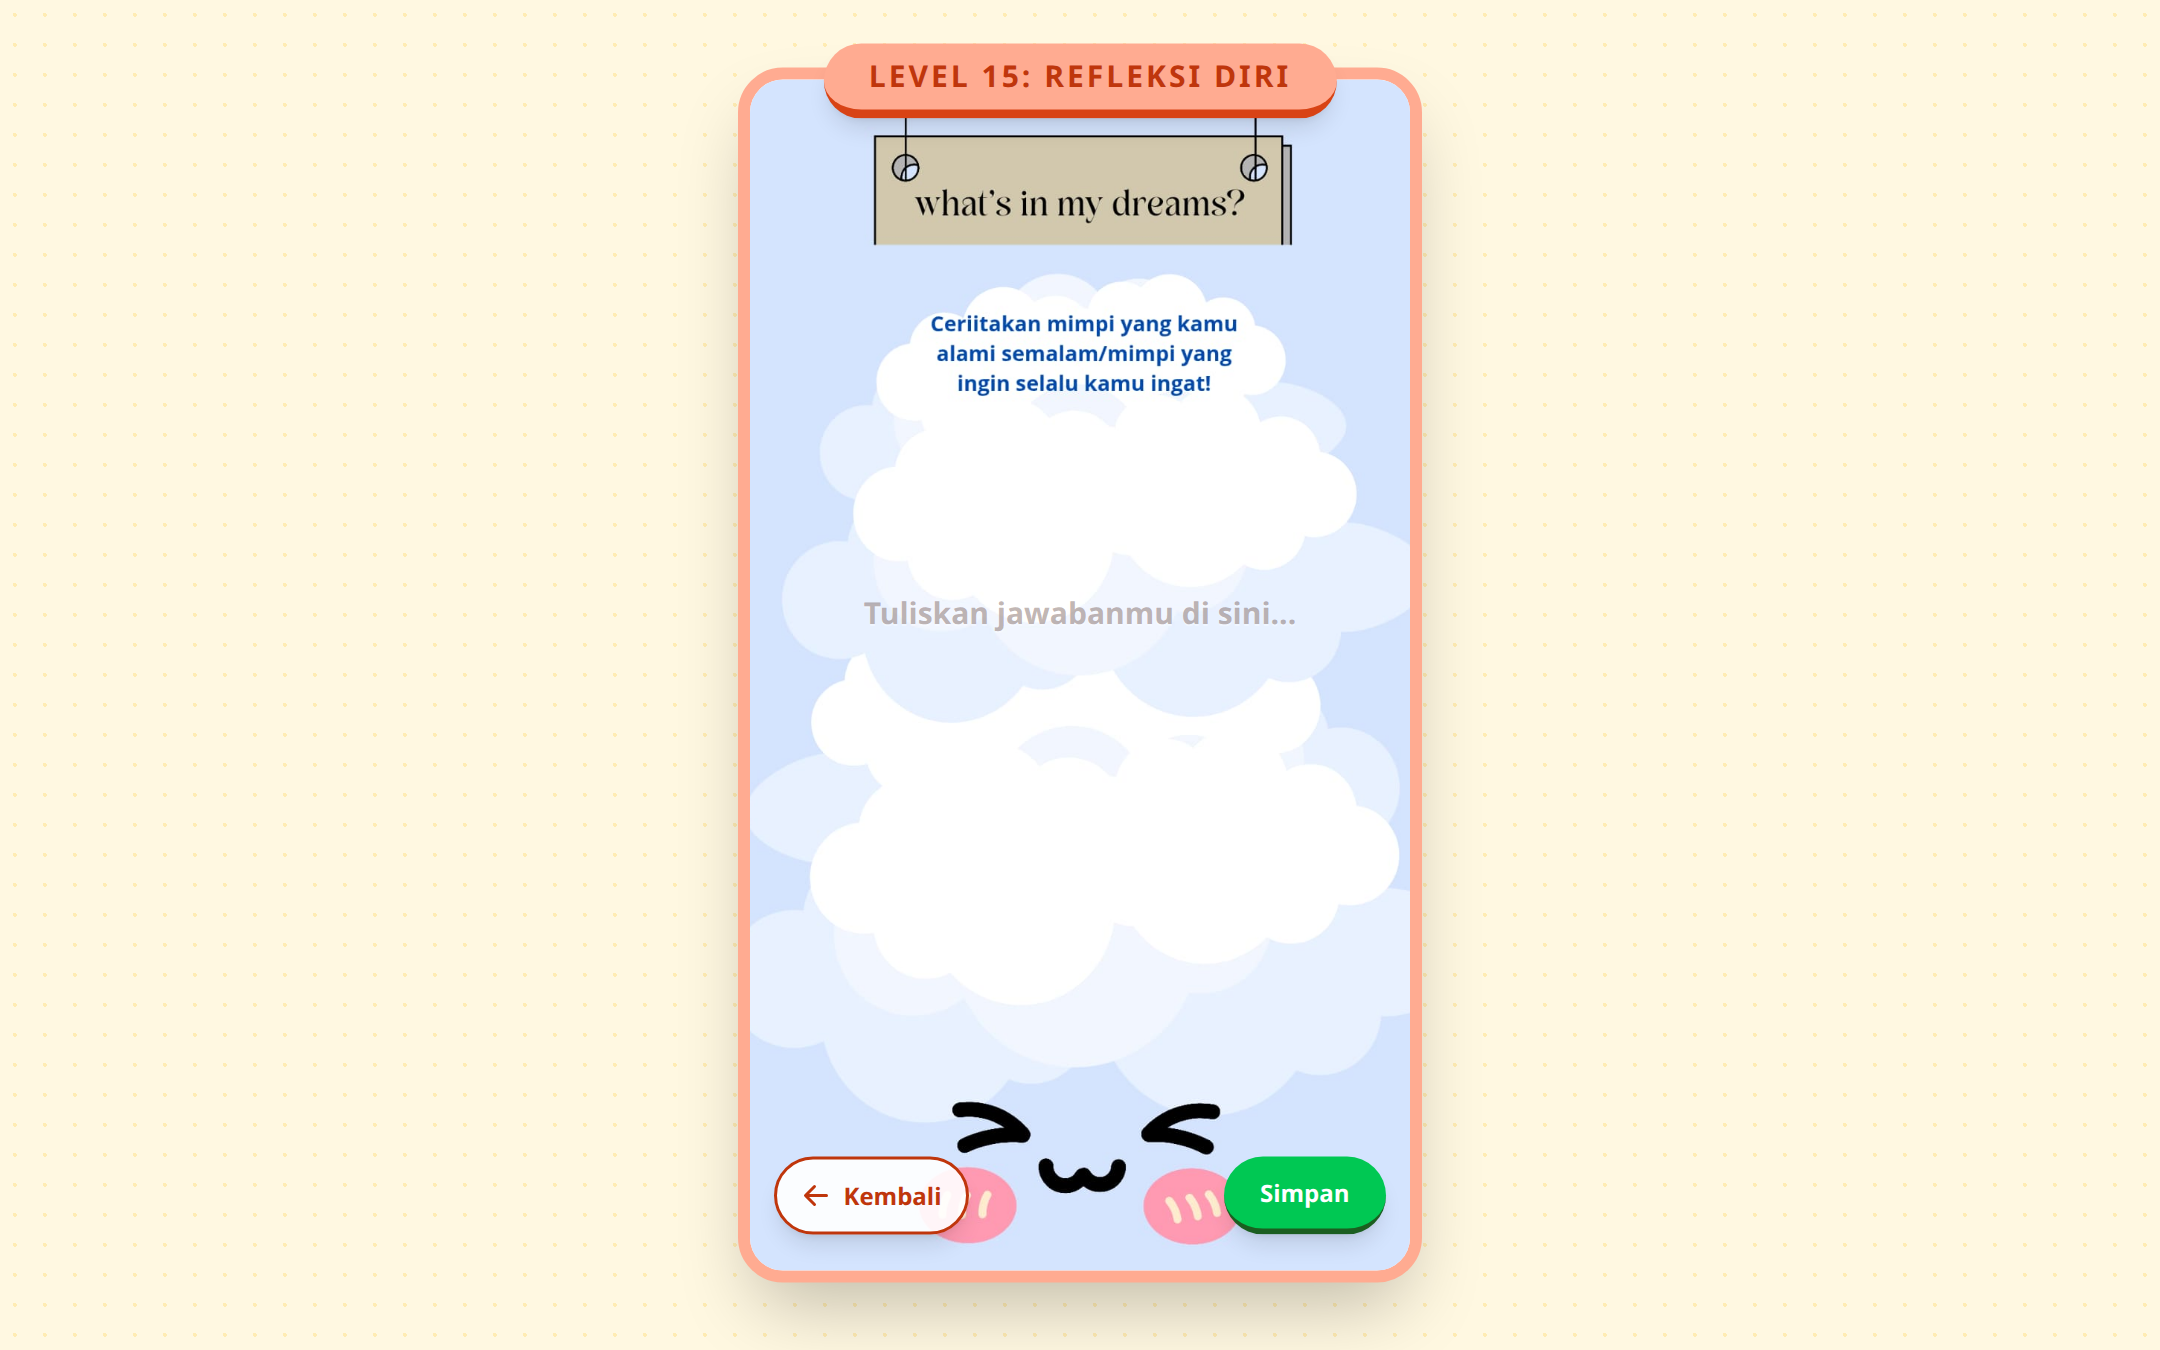 LEVEL 15: REFLEKSI DIRI
what's in my dreams?
Ceriitakan mimpi yang kamu
alami semalam/mimpi yang
ingin selalu kamu ingat!
Tuliskan jawabanmu di sini...
Kembali
Simpan